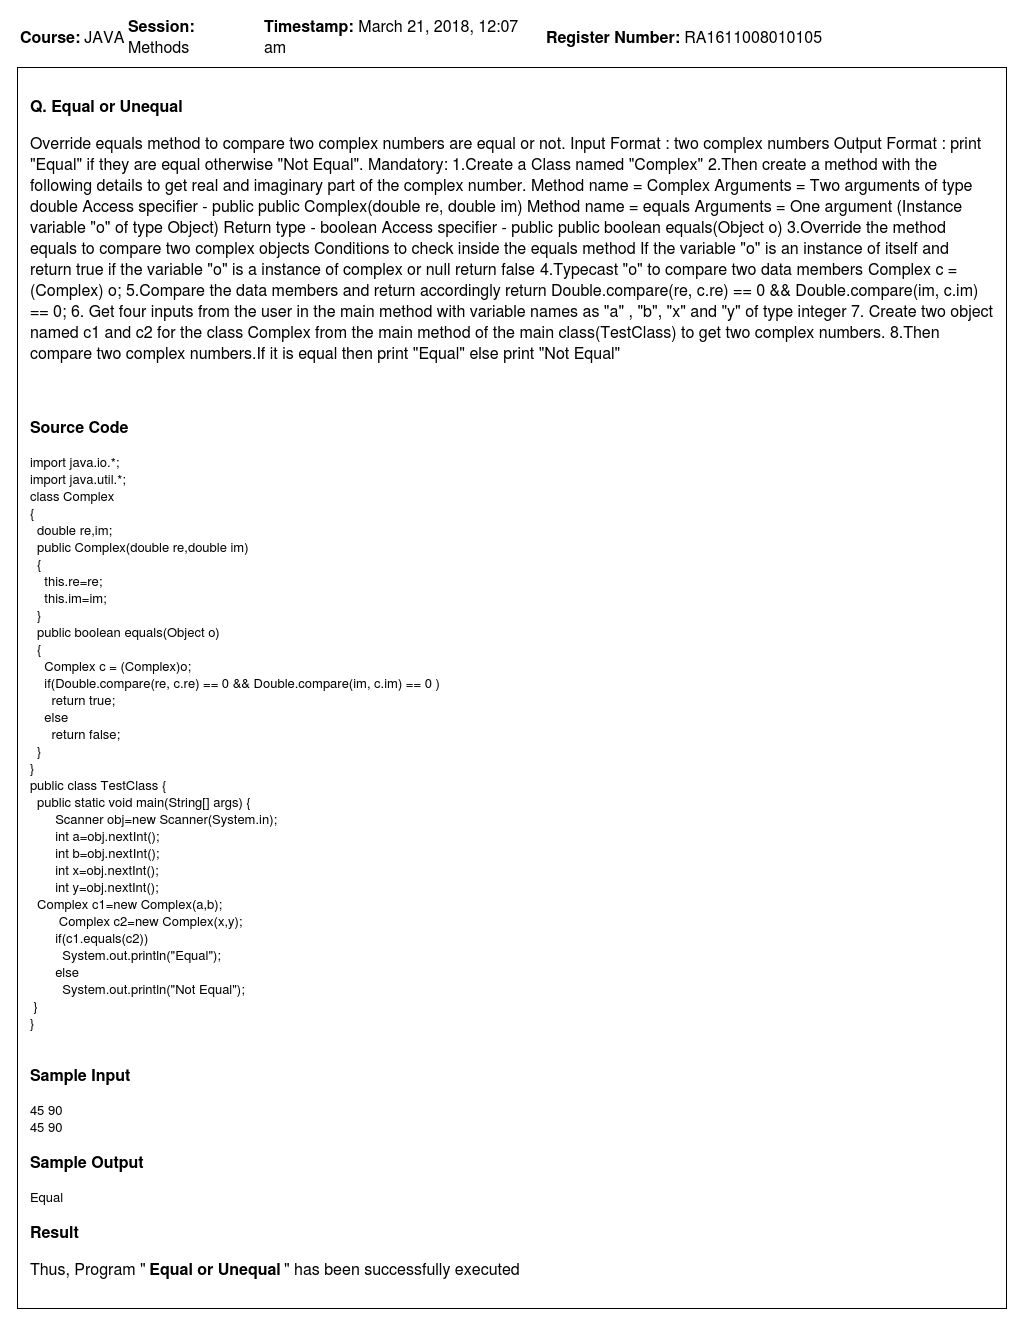 Course: JAVA Session: Methods Timestamp: March 21, 2018, 12:07 am Register Number: RA1611008010105
Q. Equal or Unequal
Override equals method to compare two complex numbers are equal or not. Input Format : two complex numbers Output Format : print
"Equal" if they are equal otherwise "Not Equal". Mandatory: 1.Create a Class named "Complex" 2.Then create a method with the
following details to get real and imaginary part of the complex number. Method name = Complex Arguments = Two arguments of type
double Access specifier - public public Complex(double re, double im) Method name = equals Arguments = One argument (Instance
variable "o" of type Object) Return type - boolean Access specifier - public public boolean equals(Object o) 3.Override the method
equals to compare two complex objects Conditions to check inside the equals method If the variable "o" is an instance of itself and
return true if the variable "o" is a instance of complex or null return false 4.Typecast "o" to compare two data members Complex c =
(Complex) o; 5.Compare the data members and return accordingly return Double.compare(re, c.re) == 0 && Double.compare(im, c.im)
== 0; 6. Get four inputs from the user in the main method with variable names as "a" , "b", "x" and "y" of type integer 7. Create two object
named c1 and c2 for the class Complex from the main method of the main class(TestClass) to get two complex numbers. 8.Then
compare two complex numbers.If it is equal then print "Equal" else print "Not Equal"
Source Code
import java.io.*;
import java.util.*;
class Complex
{
double re,im;
public Complex(double re,double im)
{
this.re=re;
this.im=im;
}
public boolean equals(Object o)
{
Complex c = (Complex)o;
if(Double.compare(re, c.re) == 0 && Double.compare(im, c.im) == 0 )
return true;
else
return false;
}
}
public class TestClass {
public static void main(String[] args) {
Scanner obj=new Scanner(System.in);
int a=obj.nextInt();
int b=obj.nextInt();
int x=obj.nextInt();
int y=obj.nextInt();
Complex c1=new Complex(a,b);
Complex c2=new Complex(x,y);
if(c1.equals(c2))
System.out.println("Equal");
else
System.out.println("Not Equal");
}
}
Sample Input
45 90
45 90
Sample Output
Equal
Result
Thus, Program " Equal or Unequal " has been successfully executed